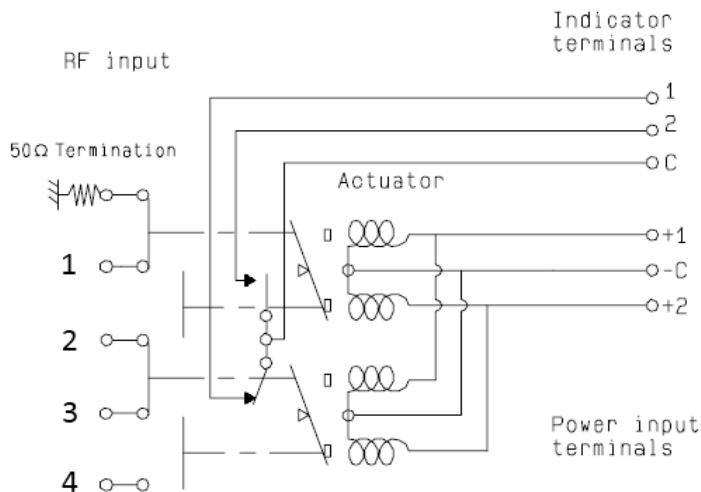 Indicator
terminals
RF input
1
2
50Ω Termination
C
Actuator
+1
1
-C
+2
2
3
Power input
terminals
4